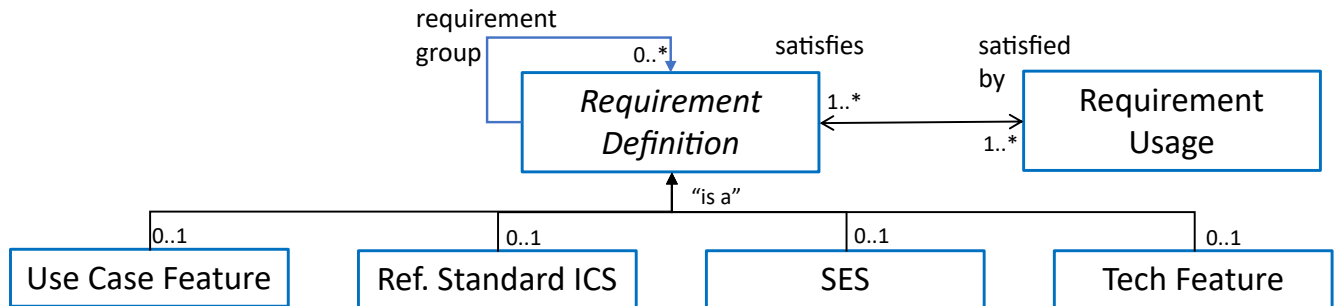 requirement
group
0..*
satisfies
satisfied
by
Requirement
Definition
1..*
1..*
Requirement
Usage
“is a”
0..1
0..1
0..1
0..1
Use Case Feature
Ref. Standard ICS
SES
Tech Feature